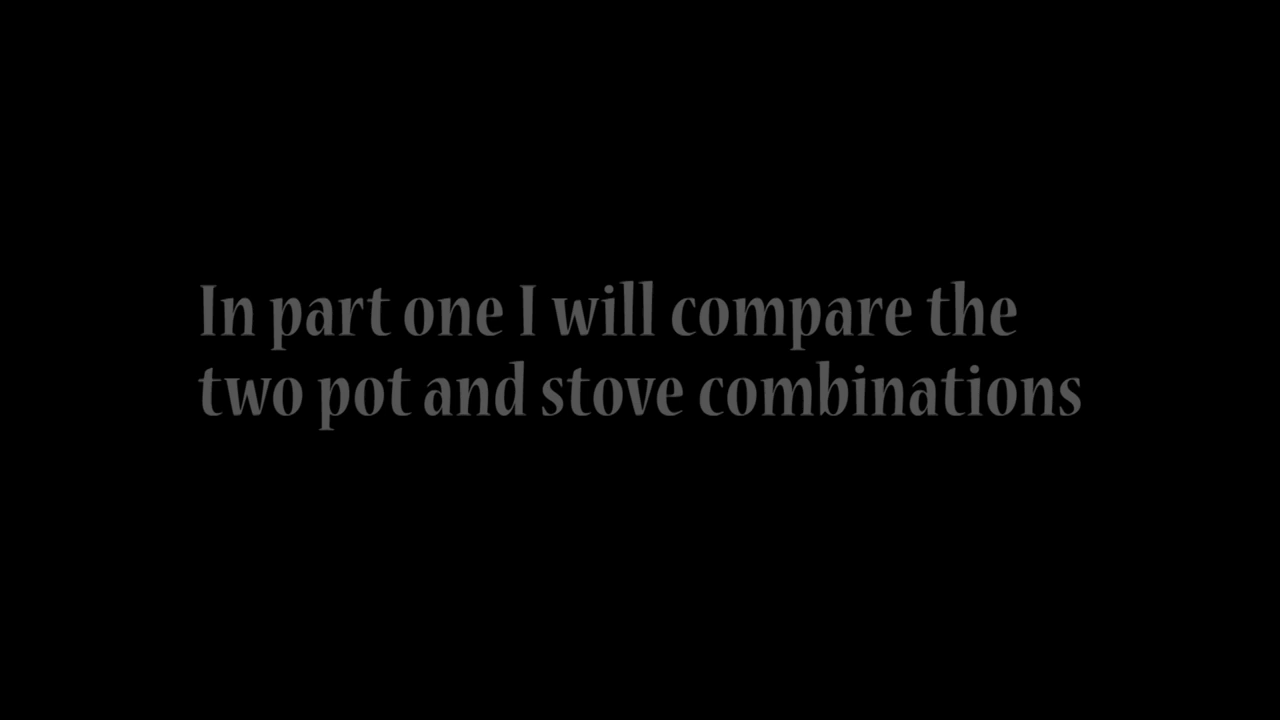 In part one I will compare the
two pot and stove combinations